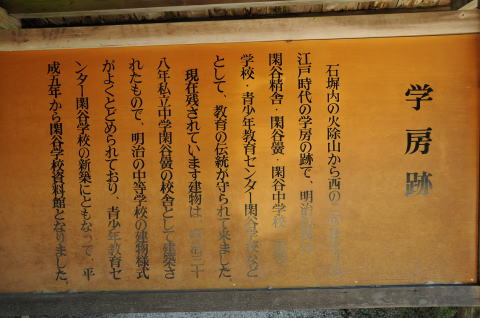 学房跡
石塀内の火除山から西の
江戸時代の学房の跡で、明治
閑谷精舎・閑谷黌・閑谷中学校
学校・青少年教育センター閑谷学校など
として、教育の伝統が守られて来ました
現在残されています建物は、明治三十
八年私立中学閑谷黌の校舎として建築さ
れたもので、明治の中等学校の建物様式
がよくとどめられており、青少年教育セ
ンター閑谷学校の新築にともなって、平
成五年から閑谷学校資料館となりました